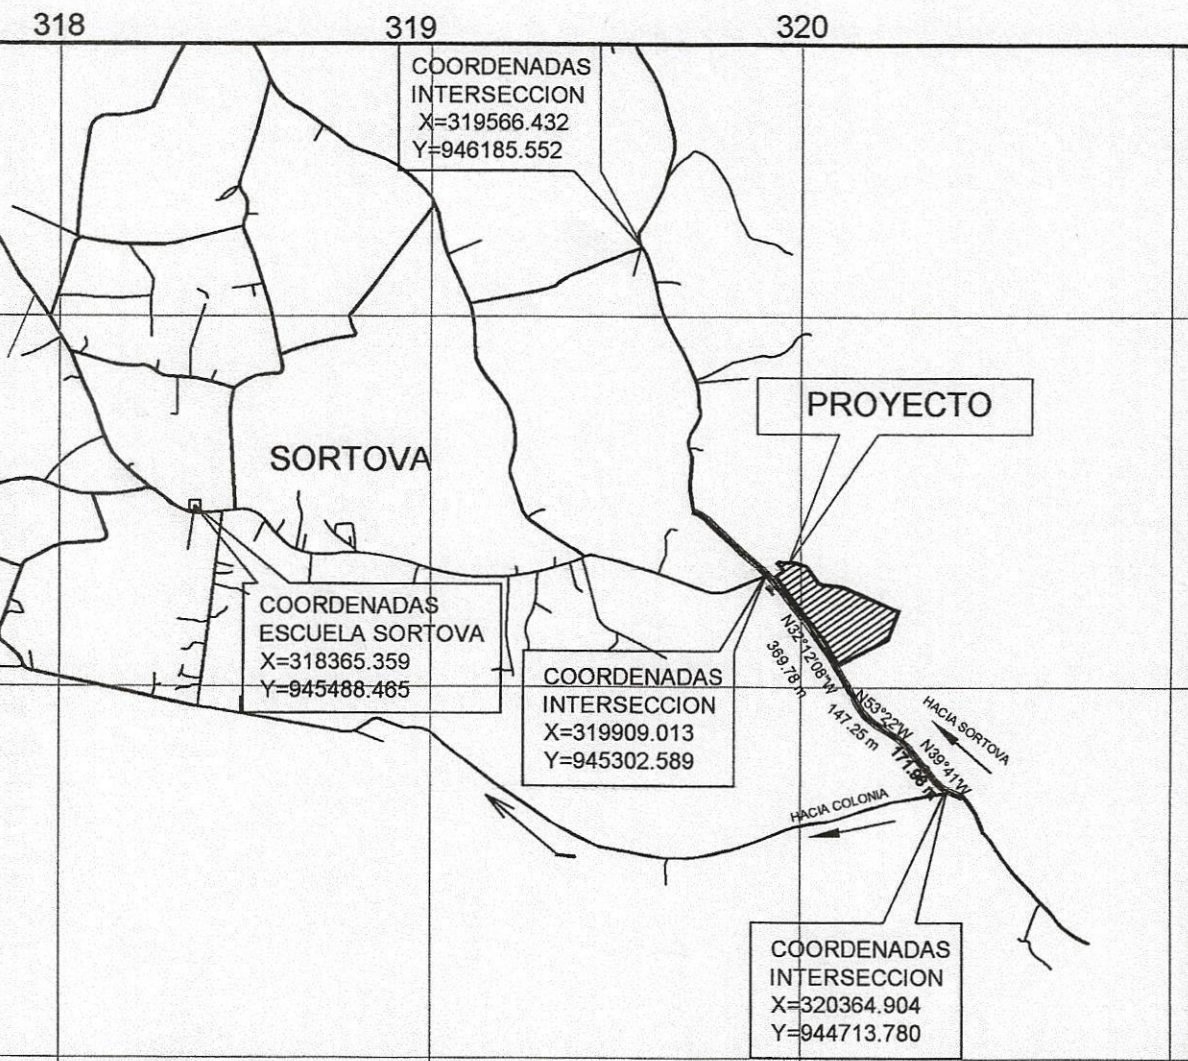 318
319
320
COORDENADAS
INTERSECCION
X=319566.432
Y=946185.552
PROYECTO
SORTOVA
COORDENADAS
ESCUELA SORTOVA
X=318365.359
Y=945488.465
COORDENADAS
INTERSECCION
X=319909.013
Y=945302.589
N32°12'08"W
369.78 m
N53°22'W
147.25 m
N39°41'W
171.98 m
HACIA SORTOVA
HACIA COLONIA
COORDENADAS
INTERSECCION
X=320364.904
Y=944713.780